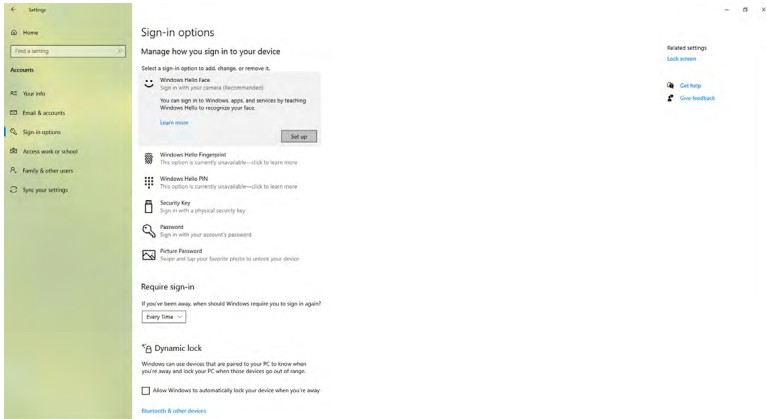 Settings
Home
Find a setting
Accounts
Your info
Email & accounts
Sign-in options
Access work or school
Family & other users
Sync your settings
Sign-in options
Manage how you sign in to your device
Select a sign-in option to add, change, or remove it.
Windows Hello Face
Sign in with your camera (Recommended)
You can sign in to Windows, apps, and services by teaching
Windows Hello to recognize your face.
Learn more
Set up
Windows Hello Fingerprint
This option is currently unavailable—click to learn more
Windows Hello PIN
This option is currently unavailable—click to learn more
Security Key
Sign in with a physical security key
Password
Sign in with your account's password
Picture Password
Swipe and tap your favorite photo to unlock your device
Require sign-in
If you've been away, when should Windows require you to sign in again?
Every Time
Dynamic lock
Windows can use devices that are paired to your PC to know when
you're away and lock your PC when those devices go out of range.
Allow Windows to automatically lock your device when you're away
Bluetooth & other devices
Related settings
Lock screen
Get help
Give feedback